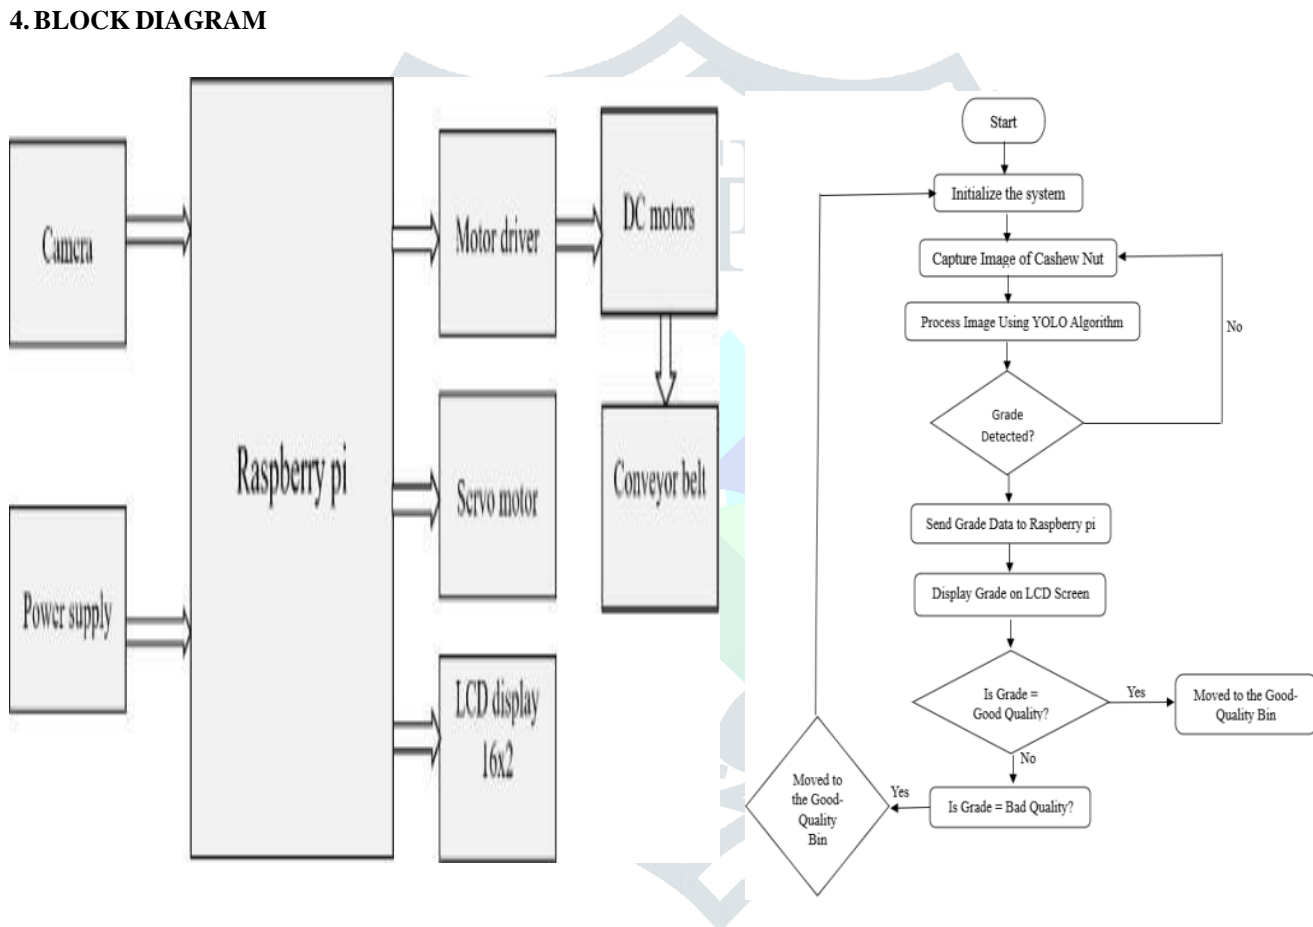 4. BLOCK DIAGRAM
Camera
Power supply
Raspberry pi
Motor driver
Servo motor
LCD display
16x2
DC motors
Conveyor belt
Start
Initialize the system
Capture Image of Cashew Nut
Process Image Using YOLO Algorithm
Grade
Detected?
No
Send Grade Data to Raspberry pi
Display Grade on LCD Screen
Is Grade =
Good Quality?
Yes
Moved to the Good-
Quality Bin
No
Is Grade = Bad Quality?
Yes
Moved to
the Good-
Quality
Bin